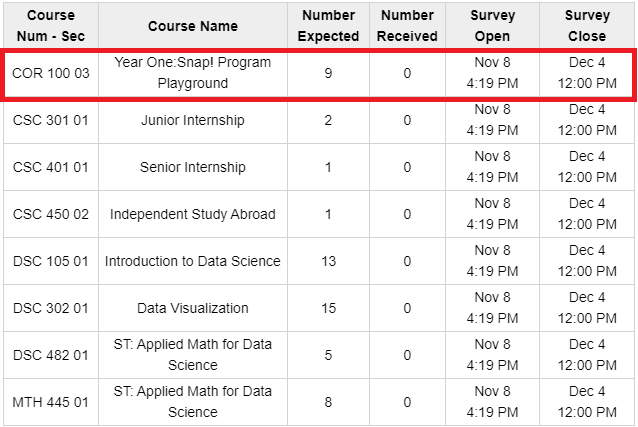 Course Num - Sec Course Name Number Expected Number Received Survey Open Survey Close
COR 100 03 Year One:Snap! Program Playground 9 0 Nov 8 4:19 PM Dec 4 12:00 PM
CSC 301 01 Junior Internship 2 0 Nov 8 4:19 PM Dec 4 12:00 PM
CSC 401 01 Senior Internship 1 0 Nov 8 4:19 PM Dec 4 12:00 PM
CSC 450 02 Independent Study Abroad 1 0 Nov 8 4:19 PM Dec 4 12:00 PM
DSC 105 01 Introduction to Data Science 13 0 Nov 8 4:19 PM Dec 4 12:00 PM
DSC 302 01 Data Visualization 15 0 Nov 8 4:19 PM Dec 4 12:00 PM
DSC 482 01 ST: Applied Math for Data Science 5 0 Nov 8 4:19 PM Dec 4 12:00 PM
MTH 445 01 ST: Applied Math for Data Science 8 0 Nov 8 4:19 PM Dec 4 12:00 PM